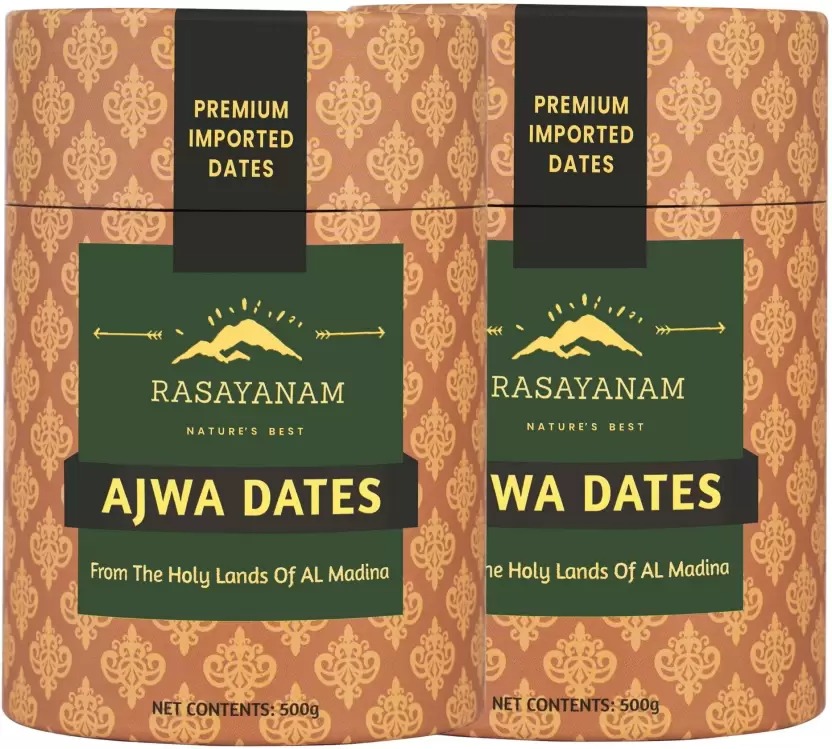 PREMIUM
IMPORTED
DATES
RASAYANAM
NATURE'S BEST
AJWA DATES
From The Holy Lands Of AL Madina
NET CONTENTS: 500g
PREMIUM
IMPORTED
DATES
RASAYANAM
NATURE'S BEST
WA DATES
he Holy Lands Of AL Madina
NET CONTENTS: 500g